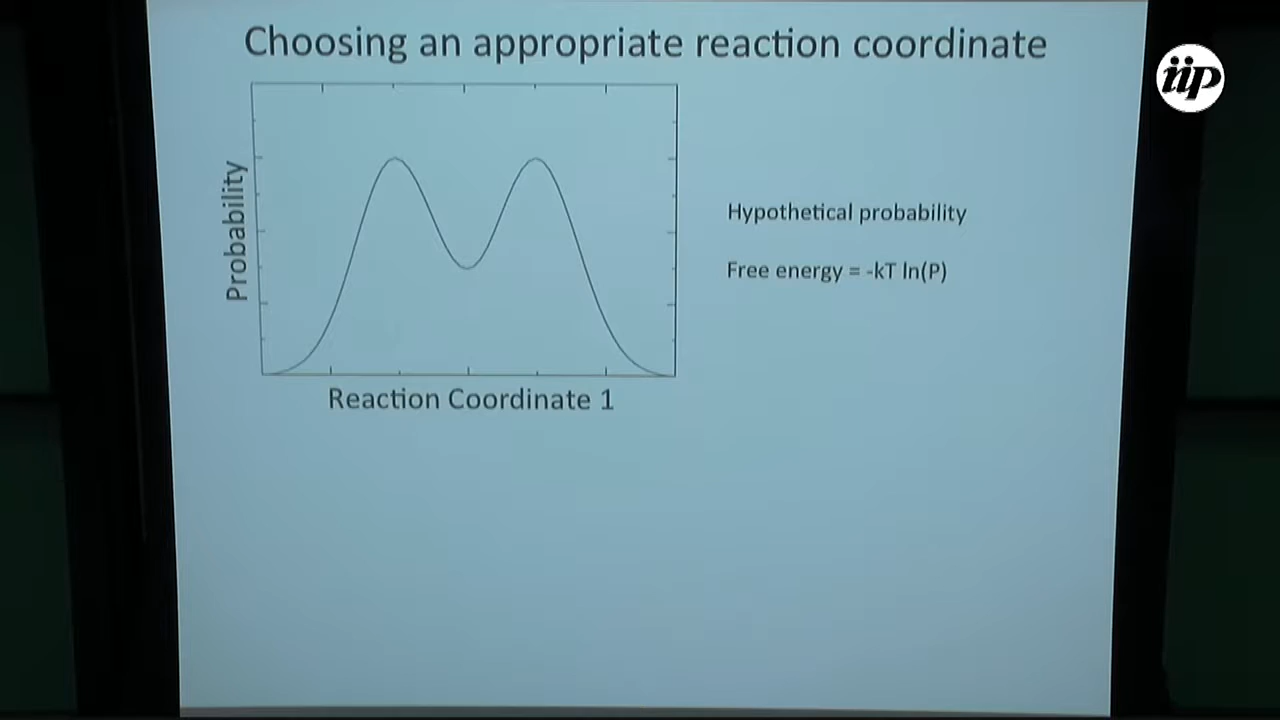 Choosing an appropriate reaction coordinate
iip
Probability
Hypothetical probability
Free energy = -kT ln(P)
Reaction Coordinate 1